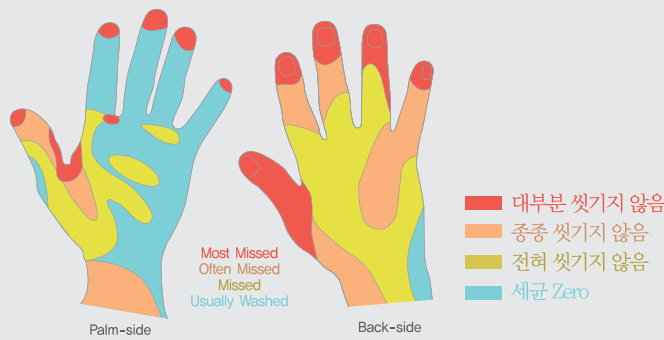 Most Missed
Often Missed
Missed
Usually Washed
Palm-side
Back-side
대부분 씻기지 않음
종종 씻기지 않음
전혀 씻기지 않음
세균 Zero